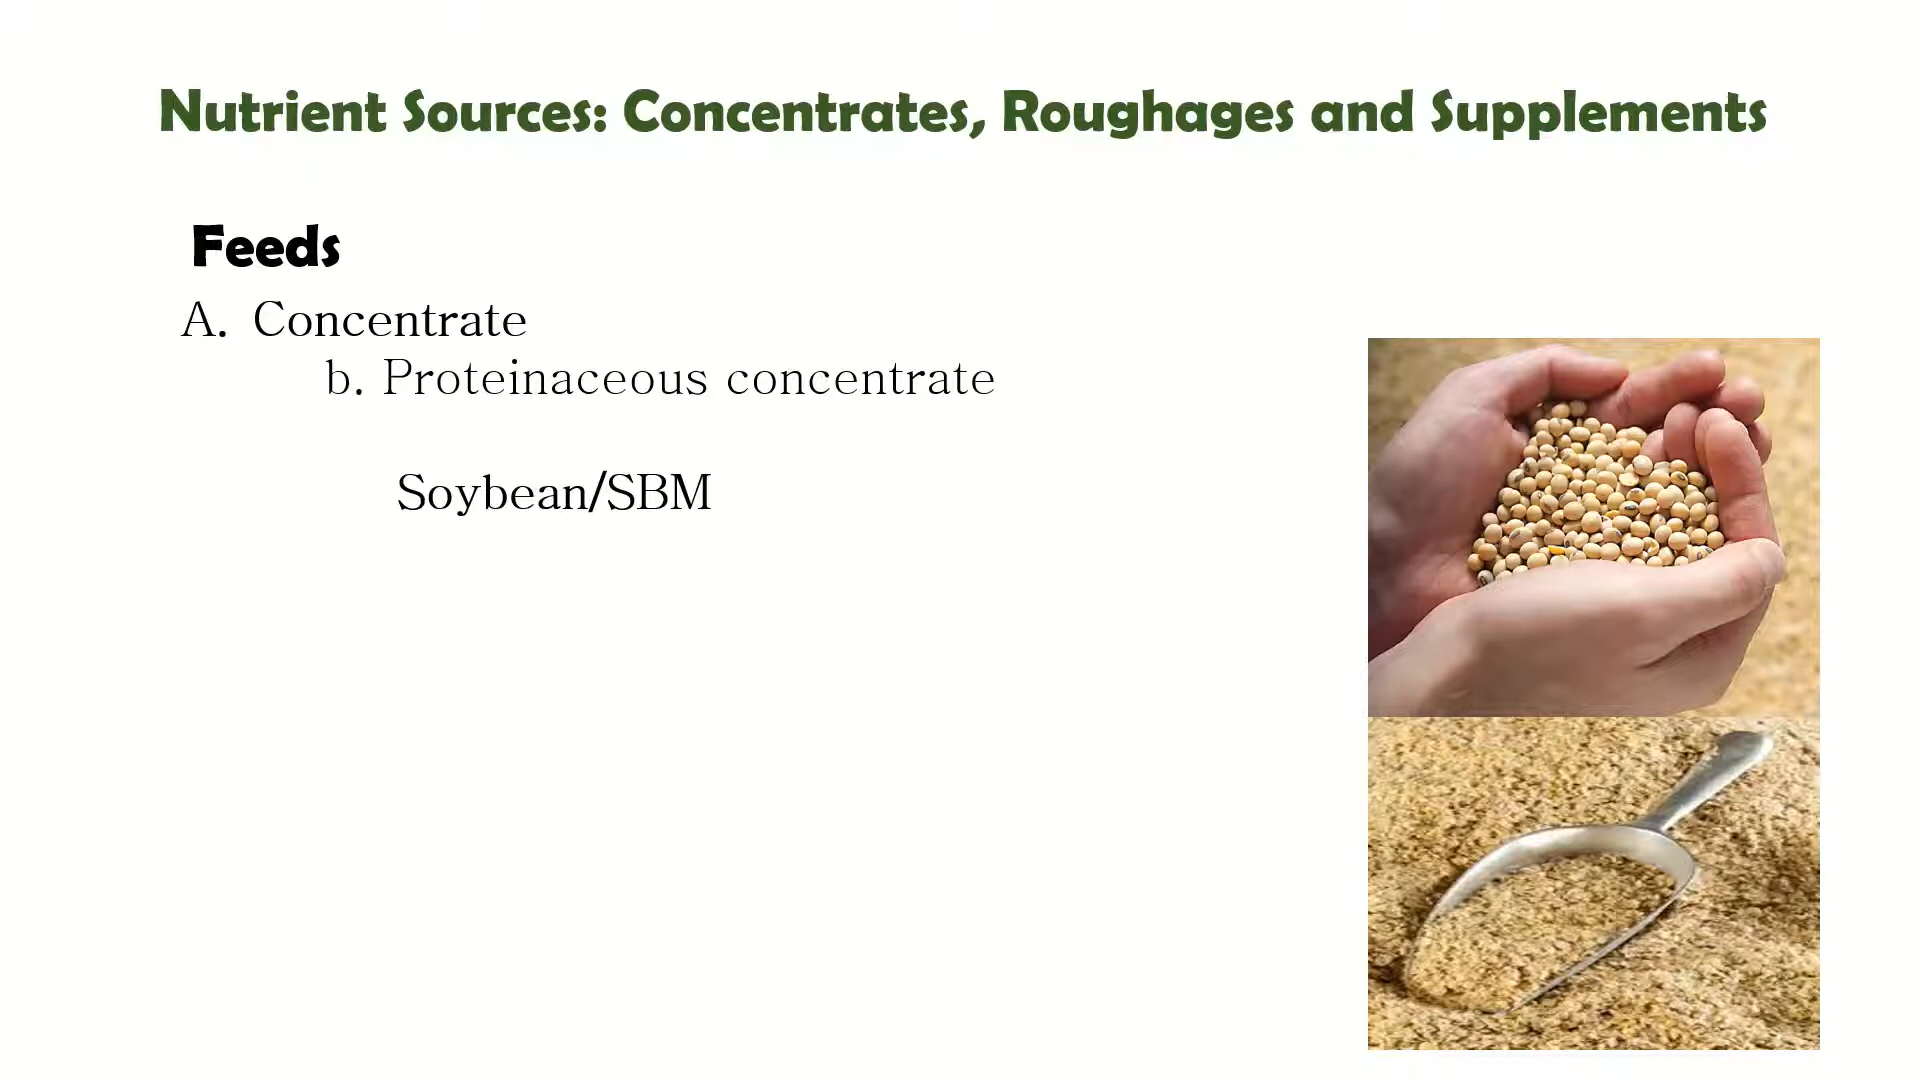 Nutrient Sources: Concentrates, Roughages and Supplements
Feeds
A. Concentrate
b. Proteinaceous concentrate
Soybean/SBM